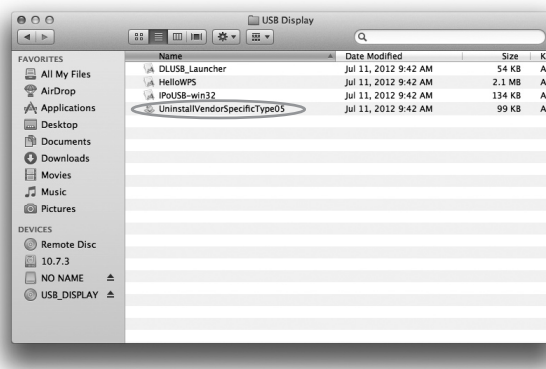 USB Display
Name Date Modified Size K
FAVORITES
All My Files
AirDrop
Applications
Desktop
Documents
Downloads
Movies
Music
Pictures
DEVICES
Remote Disc
10.7.3
NO NAME
USB_DISPLAY
DLUSB_Launcher Jul 11, 2012 9:42 AM 54 KB A
HelloWPS Jul 11, 2012 9:42 AM 2.1 MB A
IPoUSB-win32 Jul 11, 2012 9:42 AM 134 KB A
UninstallVendorSpecificType05 Jul 11, 2012 9:42 AM 99 KB A